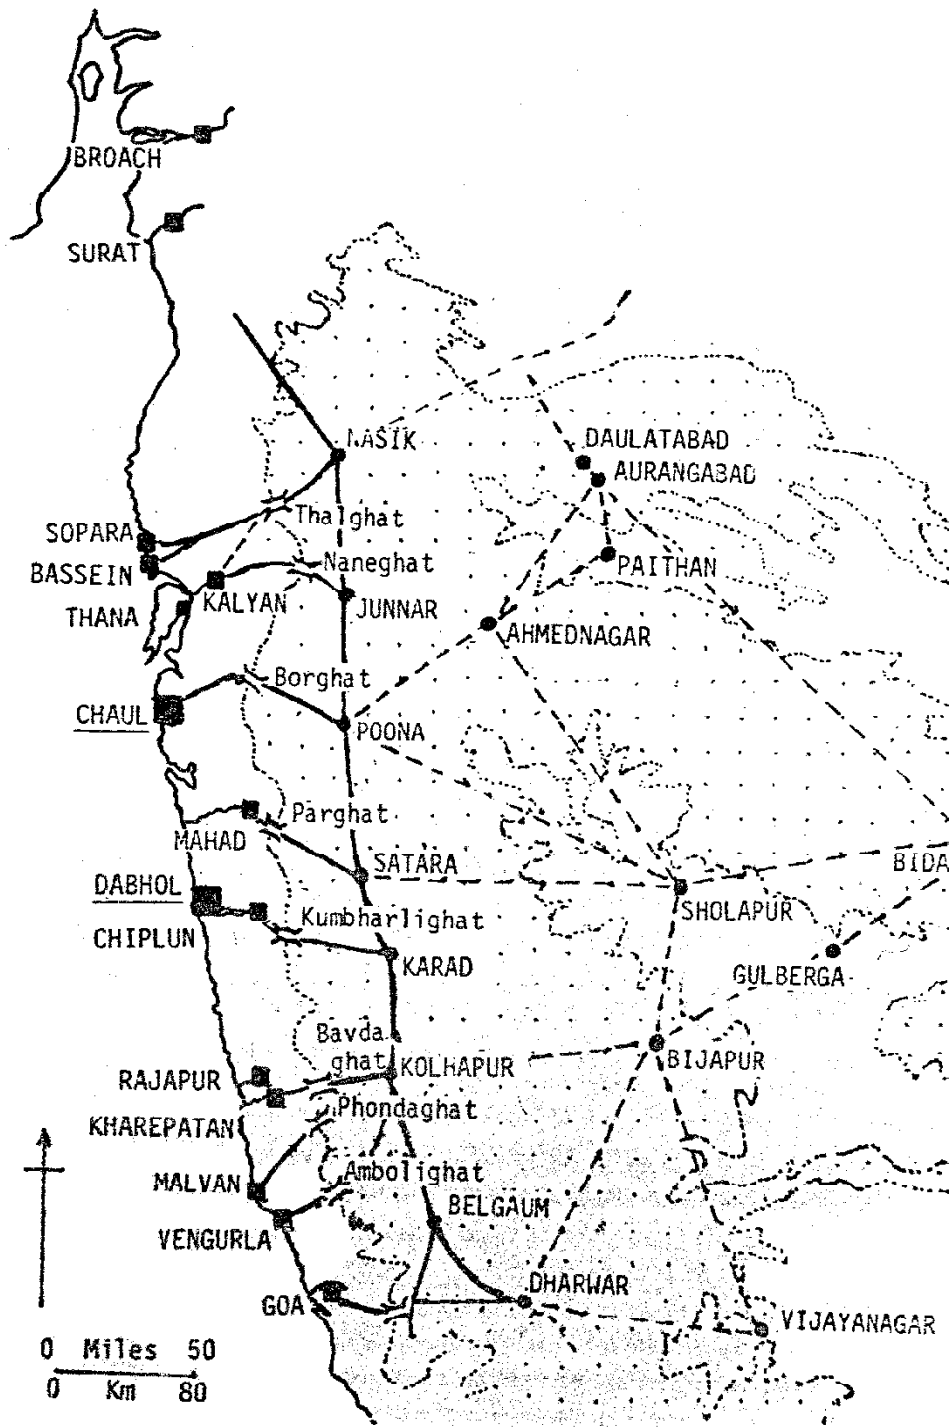 BROACH
SURAT
NASIK
DAULATABAD
AURANGABAD
Thalghat
SOPARA
Naneghat
BASSEIN
PAITHAN
KALYAN
JUNNAR
THANA
AHMEDNAGAR
Borghat
CHAUL
POONA
Parghat
MAHAD
SATARA
BIDA
DABHOL
SHOLAPUR
Kumbharlighat
CHIPLUN
KARAD
GULBERGA
Bavda
ghat
BIJAPUR
KOLHAPUR
RAJAPUR
Phondaghat
KHAREPATAN
Ambolighat
MALVAN
BELGAUM
VENGURLA
DHARWAR
GOA
VIJAYANAGAR
0 Miles 50
0 Km 80